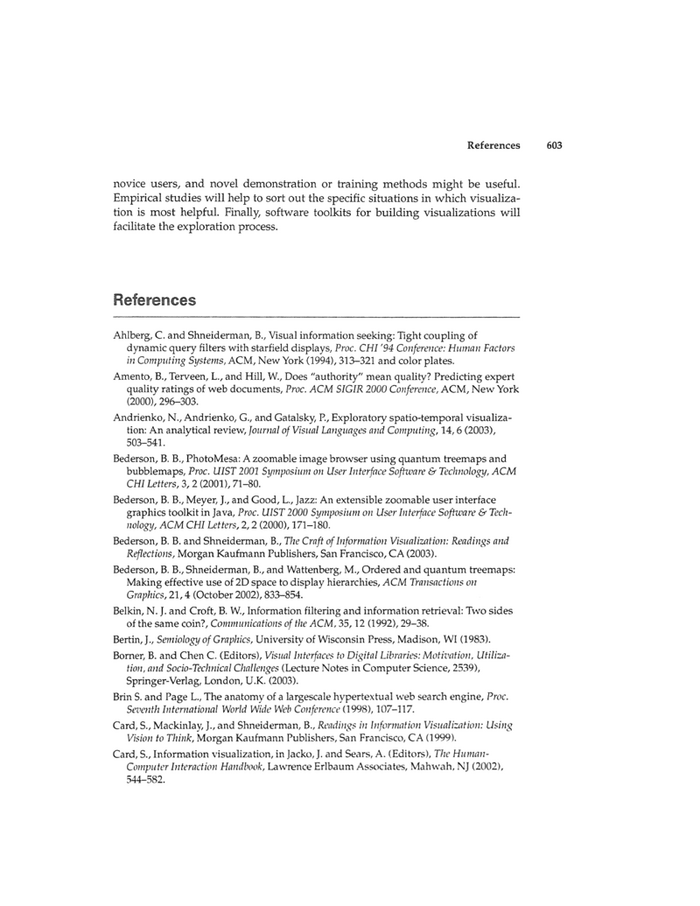 References 603
novice users, and novel demonstration or training methods might be useful.
Empirical studies will help to sort out the specific situations in which visualiza-
tion is most helpful. Finally, software toolkits for building visualizations will
facilitate the exploration process.
References
Ahlberg, C. and Shneiderman, B., Visual information seeking: Tight coupling of
dynamic query filters with starfield displays, Proc. CHI '94 Conference: Human Factors
in Computing Systems, ACM, New York (1994), 313–321 and color plates.
Amento, B., Terveen, L., and Hill, W., Does "authority" mean quality? Predicting expert
quality ratings of web documents, Proc. ACM SIGIR 2000 Conference, ACM, New York
(2000), 296–303.
Andrienko, N., Andrienko, G., and Gatalsky, P., Exploratory spatio-temporal visualiza-
tion: An analytical review, Journal of Visual Languages and Computing, 14, 6 (2003),
503–541.
Bederson, B. B., PhotoMesa: A zoomable image browser using quantum treemaps and
bubblemaps, Proc. UIST 2001 Symposium on User Interface Software & Technology, ACM
CHI Letters, 3, 2 (2001), 71–80.
Bederson, B. B., Meyer, J., and Good, L., Jazz: An extensible zoomable user interface
graphics toolkit in Java, Proc. UIST 2000 Symposium on User Interface Software & Tech-
nology, ACM CHI Letters, 2, 2 (2000), 171–180.
Bederson, B. B. and Shneiderman, B., The Craft of Information Visualization: Readings and
Reflections, Morgan Kaufmann Publishers, San Francisco, CA (2003).
Bederson, B. B., Shneiderman, B., and Wattenberg, M., Ordered and quantum treemaps:
Making effective use of 2D space to display hierarchies, ACM Transactions on
Graphics, 21, 4 (October 2002), 833–854.
Belkin, N. J. and Croft, B. W., Information filtering and information retrieval: Two sides
of the same coin?, Communications of the ACM, 35, 12 (1992), 29–38.
Bertin, J., Semiology of Graphics, University of Wisconsin Press, Madison, WI (1983).
Borner, B. and Chen C. (Editors), Visual Interfaces to Digital Libraries: Motivation, Utiliza-
tion, and Socio-Technical Challenges (Lecture Notes in Computer Science, 2539),
Springer-Verlag, London, U.K. (2003).
Brin S. and Page L., The anatomy of a largescale hypertextual web search engine, Proc.
Seventh International World Wide Web Conference (1998), 107–117.
Card, S., Mackinlay, J., and Shneiderman, B., Readings in Information Visualization: Using
Vision to Think, Morgan Kaufmann Publishers, San Francisco, CA (1999).
Card, S., Information visualization, in Jacko, J. and Sears, A. (Editors), The Human-
Computer Interaction Handbook, Lawrence Erlbaum Associates, Mahwah, NJ (2002),
544–582.